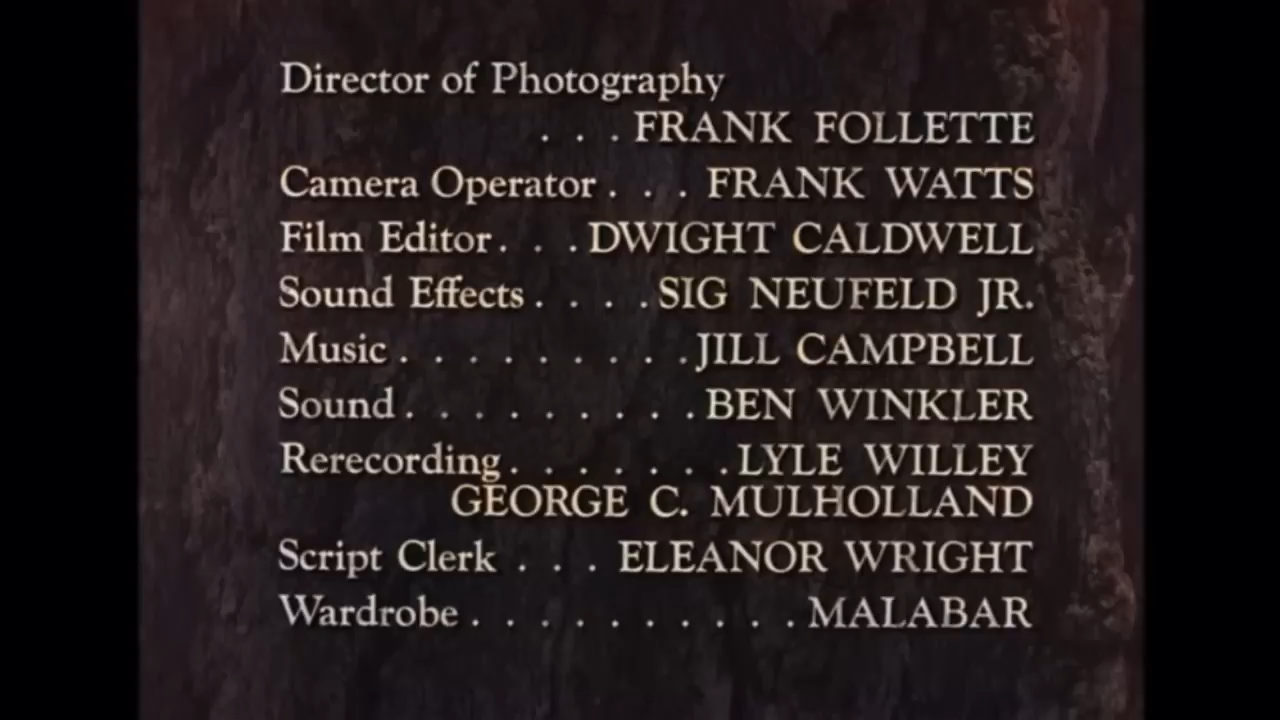 Director of Photography
. . . FRANK FOLLETTE
Camera Operator . . . FRANK WATTS
Film Editor . . . DWIGHT CALDWELL
Sound Effects . . . . SIG NEUFELD JR.
Music . . . . . . . . . JILL CAMPBELL
Sound . . . . . . . . . BEN WINKLER
Rerecording . . . . . . . LYLE WILLEY
GEORGE C. MULHOLLAND
Script Clerk . . . ELEANOR WRIGHT
Wardrobe . . . . . . . . . . MALABAR